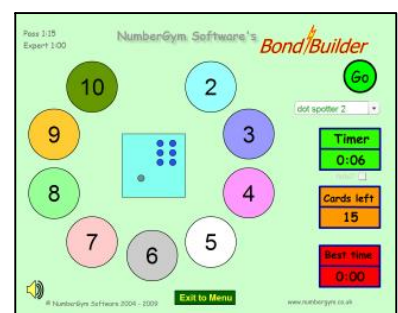 Pass 1:15
Expert 1:00
NumberGym Software's
Bond Builder
Go
dot spotter 2
10
2
9
3
8
4
7
6
5
Timer
0:06
Cards left
15
Best time
0:00
© NumberGym Software 2004 - 2009
Exit to Menu
www.numbergym.co.uk